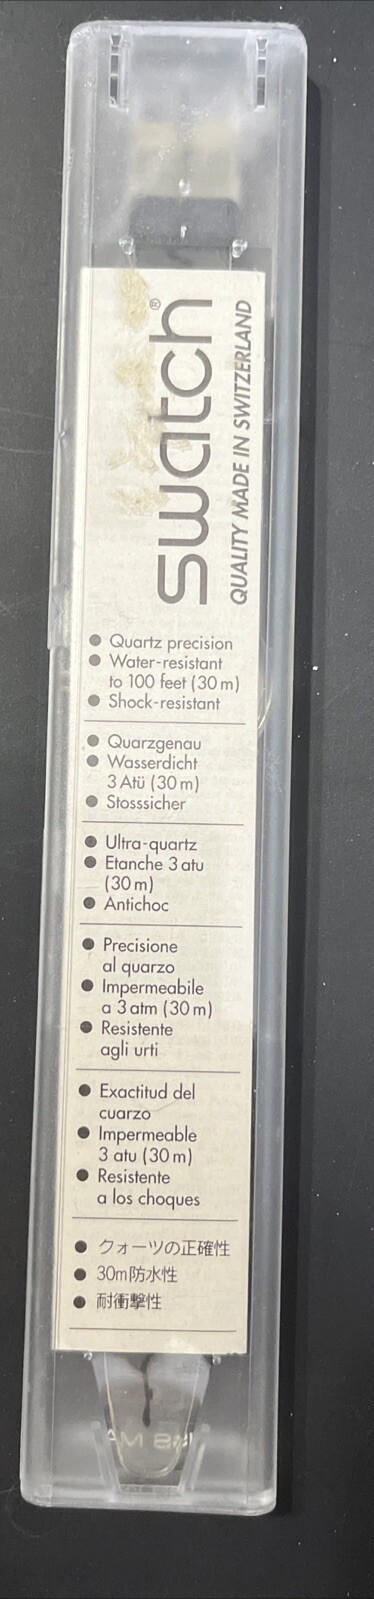 swatch®
QUALITY MADE IN SWITZERLAND
● Quartz precision
● Water-resistant
to 100 feet (30 m)
● Shock-resistant
● Quarzgenau
● Wasserdicht
3 Atü (30 m)
● Stosssicher
● Ultra-quartz
● Etanche 3 atu
(30 m)
● Antichoc
● Precisione
al quarzo
● Impermeabile
a 3 atm (30 m)
● Resistente
agli urti
● Exactitud del
cuarzo
● Impermeable
3 atu (30 m)
● Resistente
a los choques
● クォーツの正確性
● 30m防水性
● 耐衝撃性